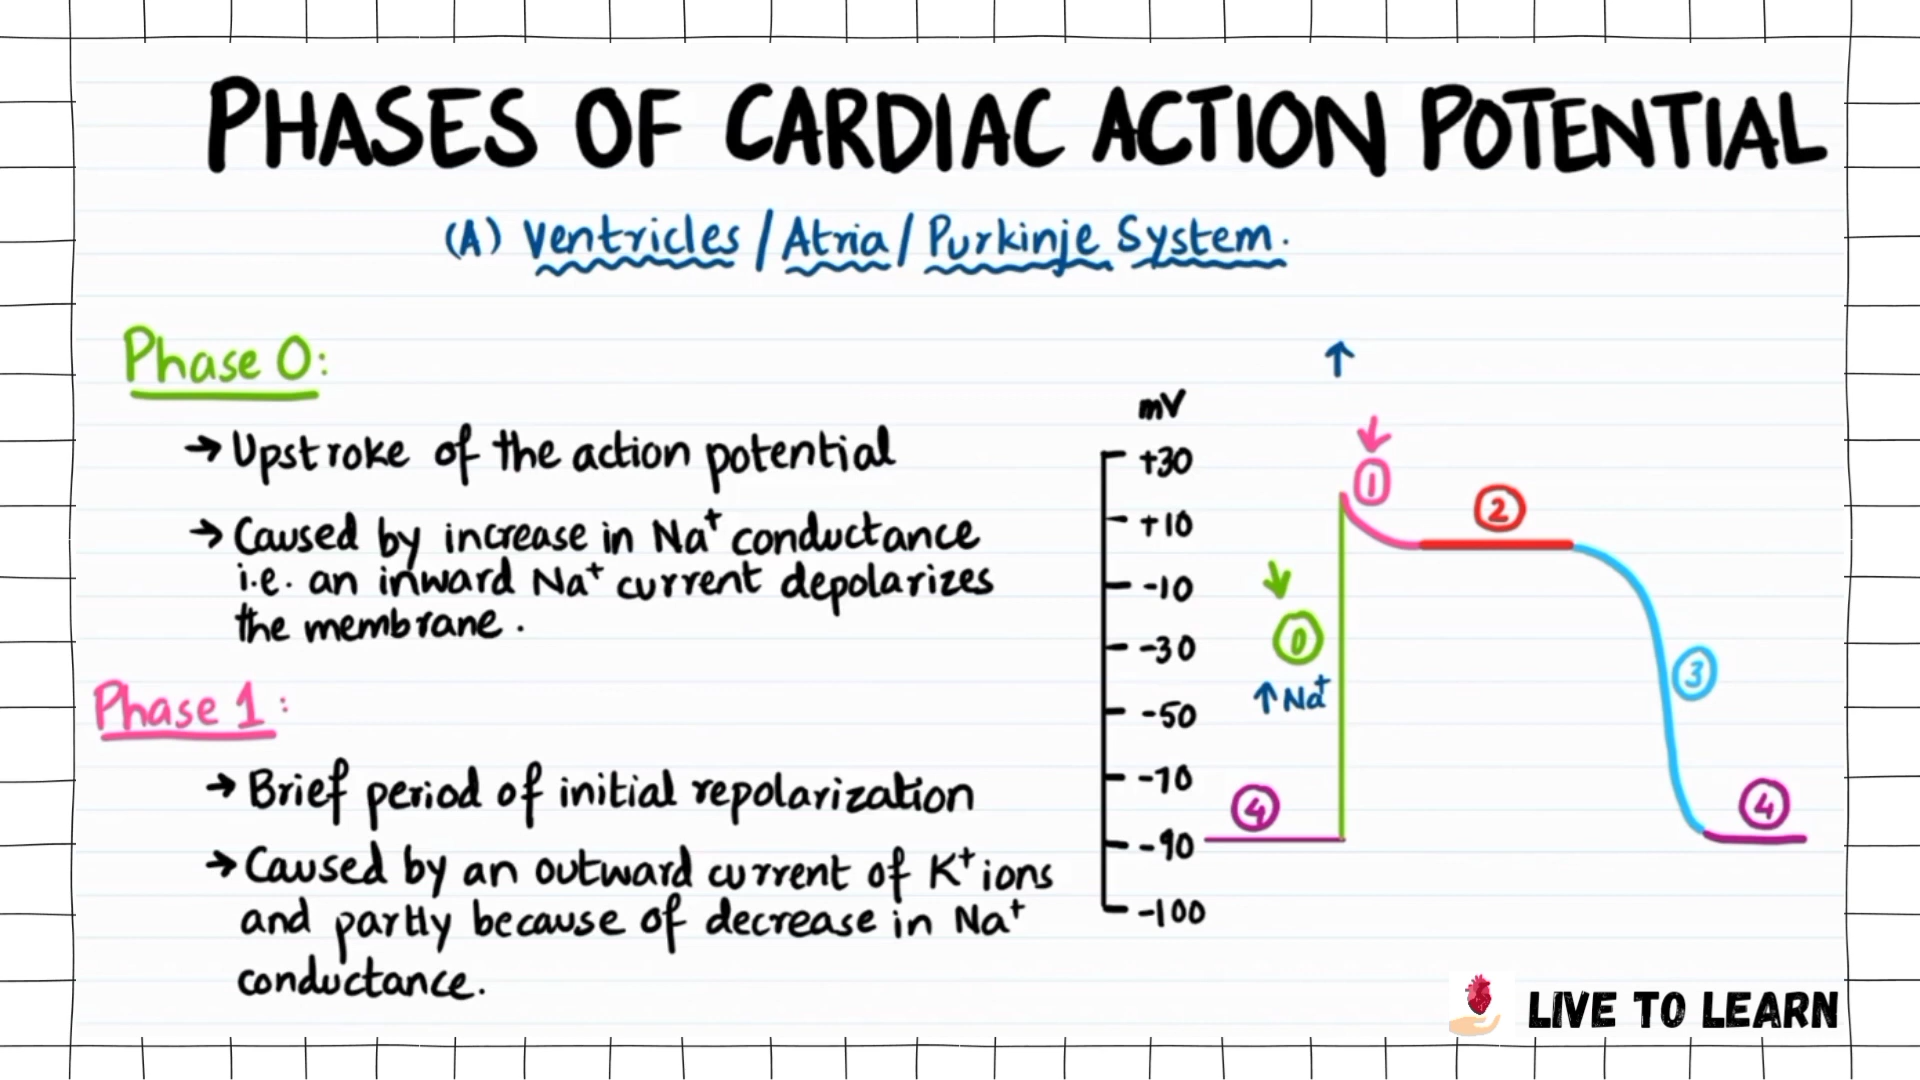 PHASES OF CARDIAC ACTION POTENTIAL
(A) Ventricles / Atria / Purkinje System.
Phase 0:
→ Upstroke of the action potential
→ Caused by increase in Na⁺ conductance
i.e. an inward Na⁺ current depolarizes
the membrane.
Phase 1:
→ Brief period of initial repolarization
→ Caused by an outward current of K⁺ ions
and partly because of decrease in Na⁺
conductance.
↑
mV
+30
+10
-10
-30
-50
-70
-90
-100
4
0
↑Na⁺
1
2
3
4
LIVE TO LEARN